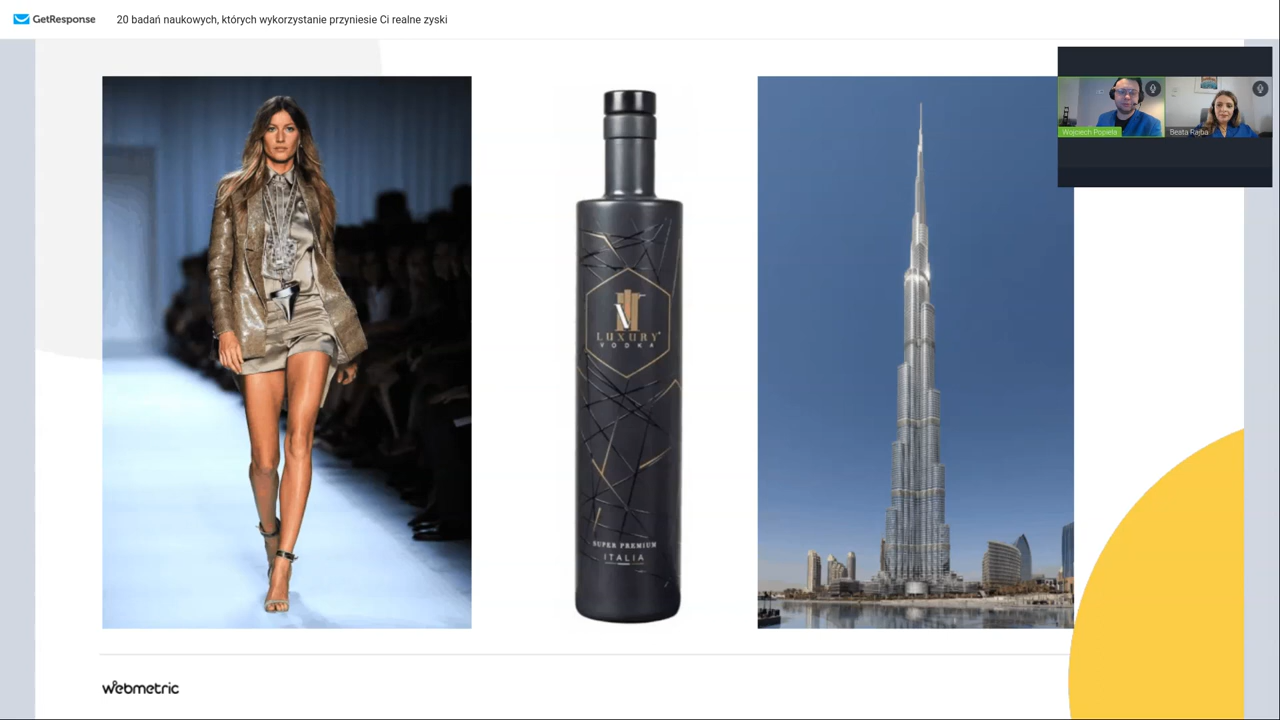 GetResponse
20 badań naukowych, których wykorzystanie przyniesie Ci realne zyski
Wojciech Popiela
Beata Rajba
LUXURY
VODKA
SUPER PREMIUM
ITALIA
webmetric